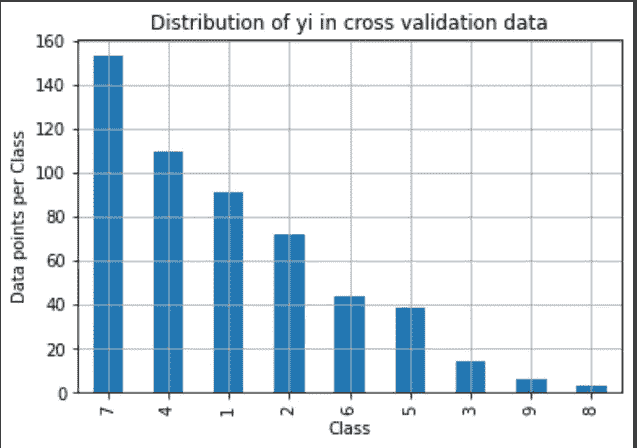 Distribution of yi in cross validation data
Data points per Class
160
140
120
100
80
60
40
20
0
7 4 1 2 6 5 3 9 8
Class